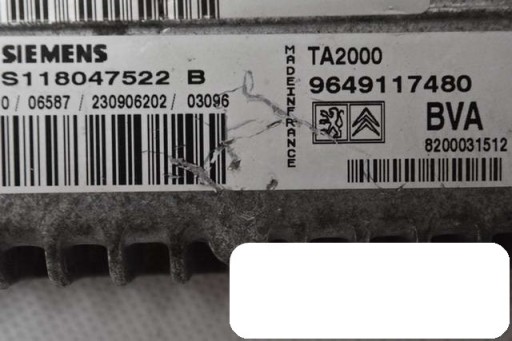 SIEMENS
S118047522 B
0 / 06587 / 230906202 / 03096
MADEINFRANCE
TA2000
9649117480
BVA
8200031512